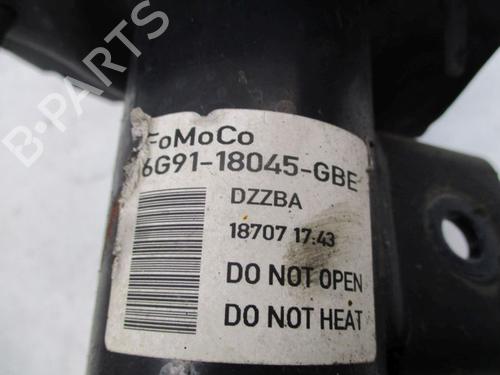 B-PARTS
FoMoCo
6G91-18045-GBE
DZZBA
18707 17:43
DO NOT OPEN
DO NOT HEAT